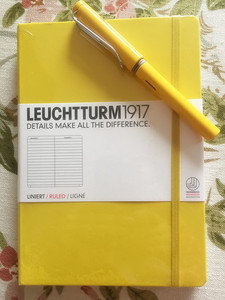 LEUCHTTURM1917
DETAILS MAKE ALL THE DIFFERENCE.
LINIERT / RULED / LIGNÉ